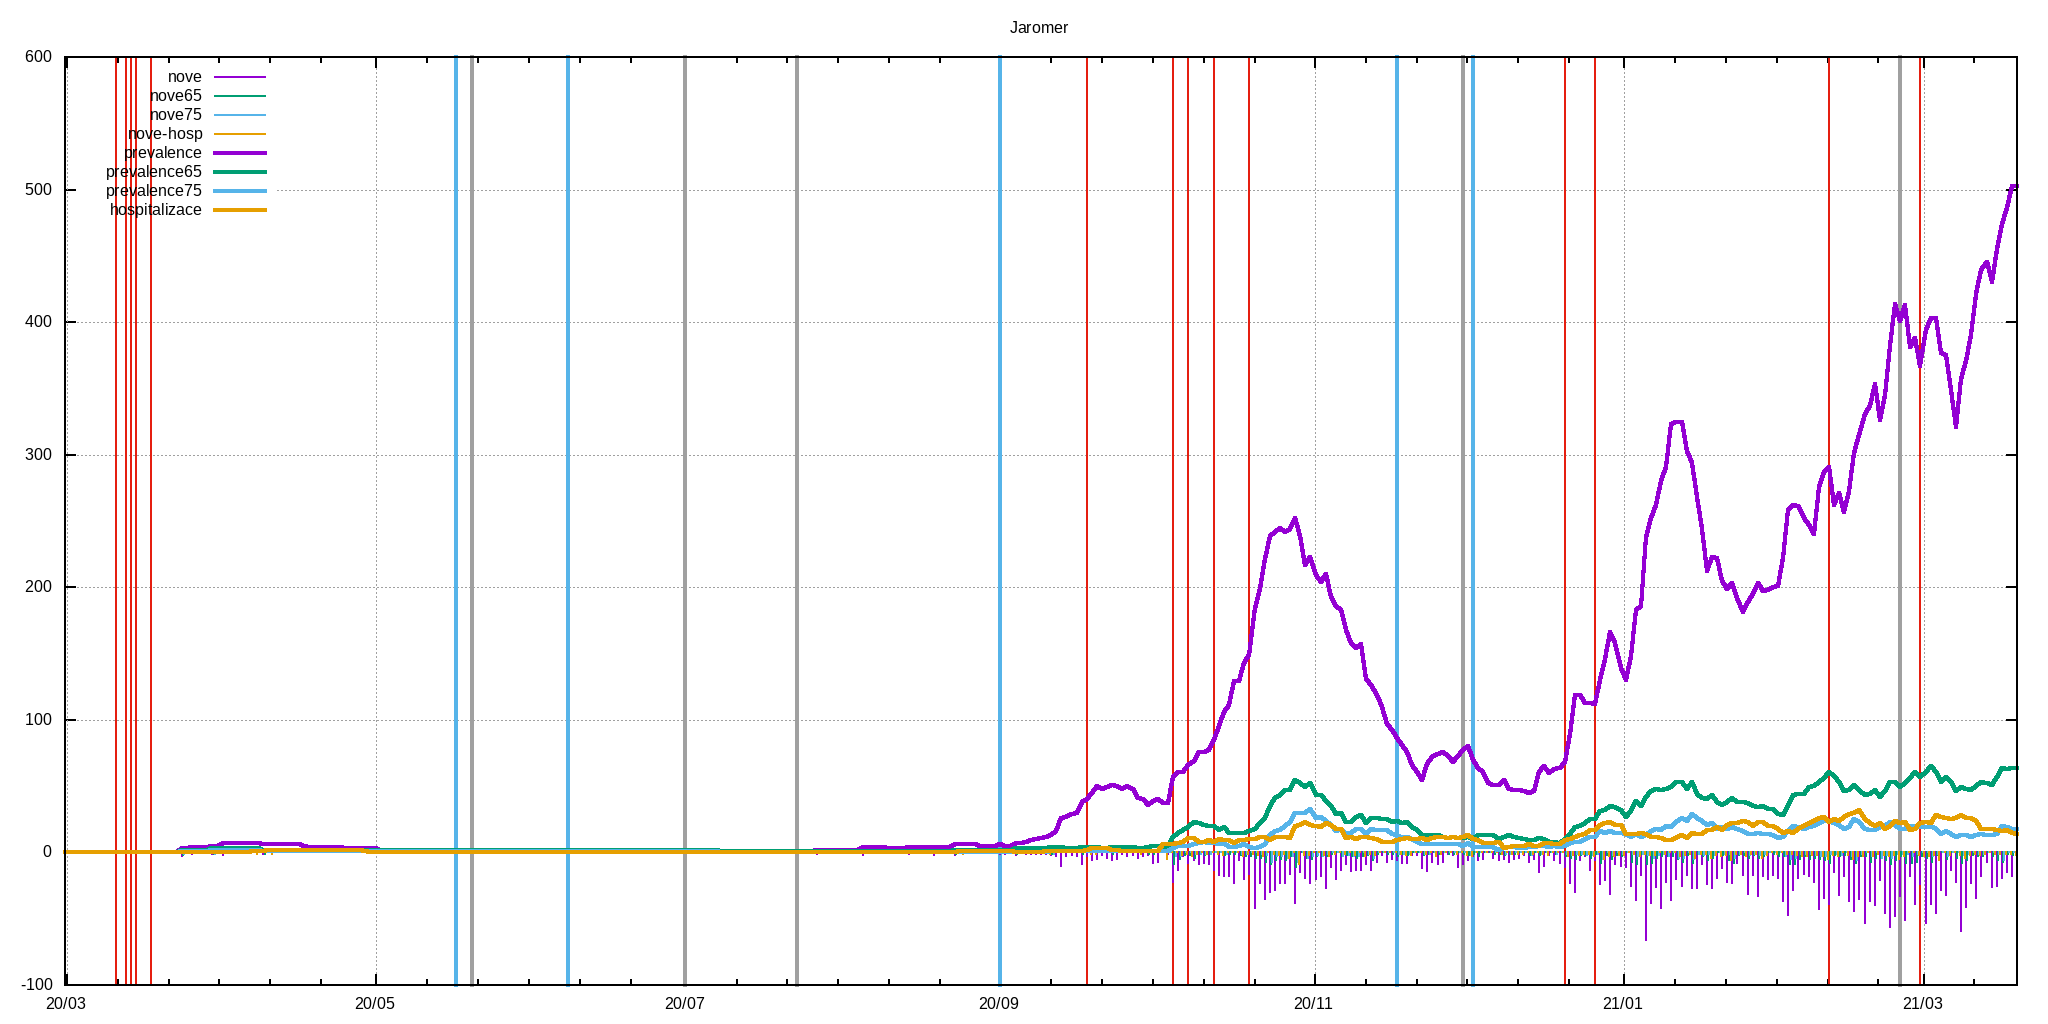 Jaromer
600
500
400
300
200
100
0
-100
nove
nove65
nove75
nove-hosp
prevalence
prevalence65
prevalence75
hospitalizace
20/03 20/05 20/07 20/09 20/11 21/01 21/03